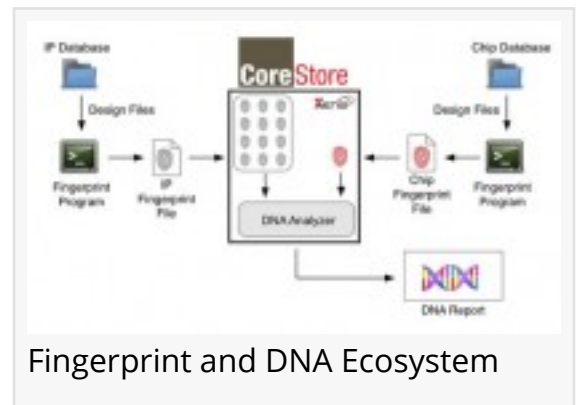 IP Database
Chip Database
CoreStore
Design Files
Design Files
Fingerprint
Program
IP
Fingerprint
File
DNA Analyzer
Chip
Fingerprint
File
Fingerprint
Program
DNA Report
Fingerprint and DNA Ecosystem